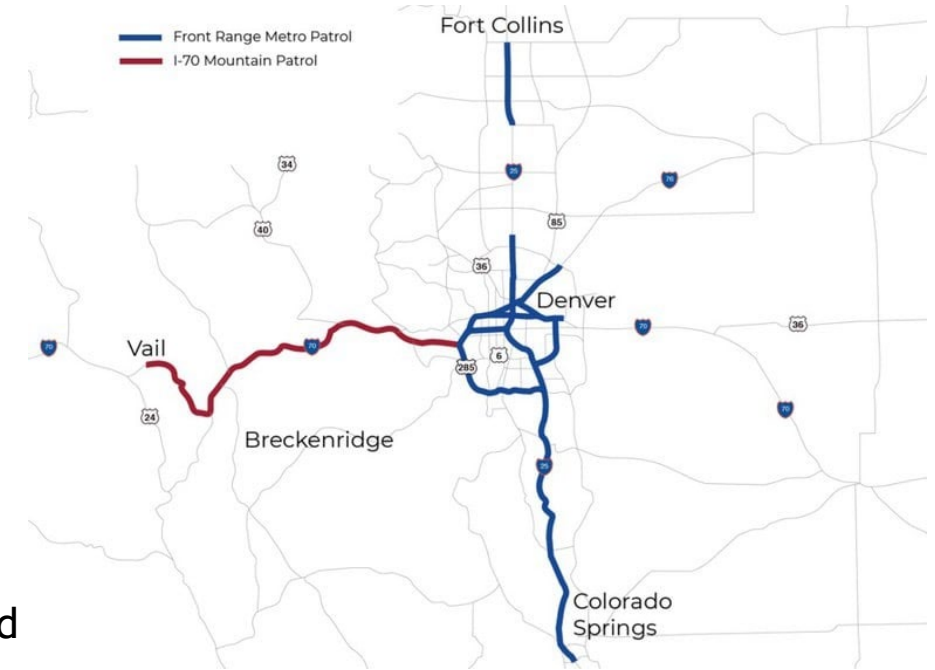 Fort Collins
Front Range Metro Patrol
I-70 Mountain Patrol
34
25
76
40
85
36
Denver
70
36
Vail
70
70
6
285
24
70
Breckenridge
25
Colorado
Springs
d